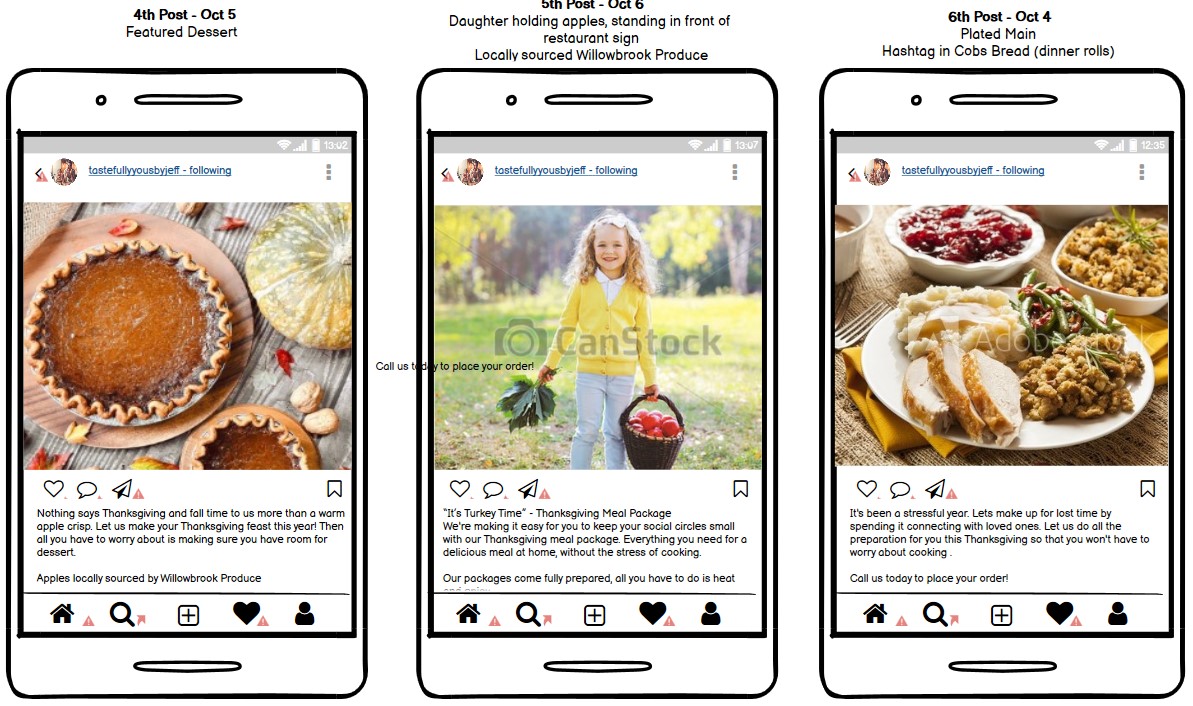 4th Post - Oct 5
Featured Dessert
13:02
tastefullyyousbyjeff - following
Nothing says Thanksgiving and fall time to us more than a warm
apple crisp. Let us make your Thanksgiving feast this year! Then
all you have to worry about is making sure you have room for
dessert.
Apples locally sourced by Willowbrook Produce
Call us today to place your order!
5th Post - Oct 6
Daughter holding apples, standing in front of
restaurant sign
Locally sourced Willowbrook Produce
13:07
tastefullyyousbyjeff - following
CanStock
“It’s Turkey Time” - Thanksgiving Meal Package
We're making it easy for you to keep your social circles small
with our Thanksgiving meal package. Everything you need for a
delicious meal at home, without the stress of cooking.
Our packages come fully prepared, all you have to do is heat
and enjoy
6th Post - Oct 4
Plated Main
Hashtag in Cobs Bread (dinner rolls)
12:35
tastefullyyousbyjeff - following
Adobe Stock
It's been a stressful year. Lets make up for lost time by
spending it connecting with loved ones. Let us do all the
preparation for you this Thanksgiving so that you won't have to
worry about cooking .
Call us today to place your order!